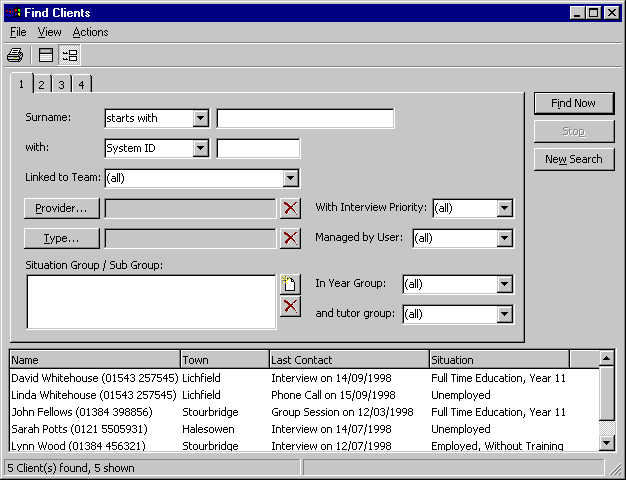 Find Clients
File View Actions
1 2 3 4
Surname: starts with
Find Now
Stop
with: System ID
New Search
Linked to Team: (all)
Provider... With Interview Priority: (all)
Type... Managed by User: (all)
Situation Group / Sub Group:
In Year Group: (all)
and tutor group: (all)
Name Town Last Contact Situation
David Whitehouse (01543 257545) Lichfield Interview on 14/09/1998 Full Time Education, Year 11
Linda Whitehouse (01543 257545) Lichfield Phone Call on 15/09/1998 Unemployed
John Fellows (01384 398856) Stourbridge Group Session on 12/03/1998 Full Time Education, Year 11
Sarah Potts (0121 5505931) Halesowen Interview on 14/07/1998 Unemployed
Lynn Wood (01384 456321) Stourbridge Interview on 12/07/1998 Employed, Without Training
5 Client(s) found, 5 shown